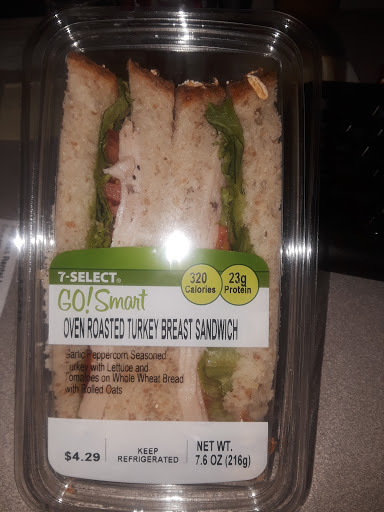 7-SELECT®
GO!Smart
320
Calories
23g
Protein
OVEN ROASTED TURKEY BREAST SANDWICH
Garlic Peppercorn Seasoned
Turkey with Lettuce and
Tomatoes on Whole Wheat Bread
with Rolled Oats
$4.29
KEEP
REFRIGERATED
NET WT.
7.6 OZ (216g)